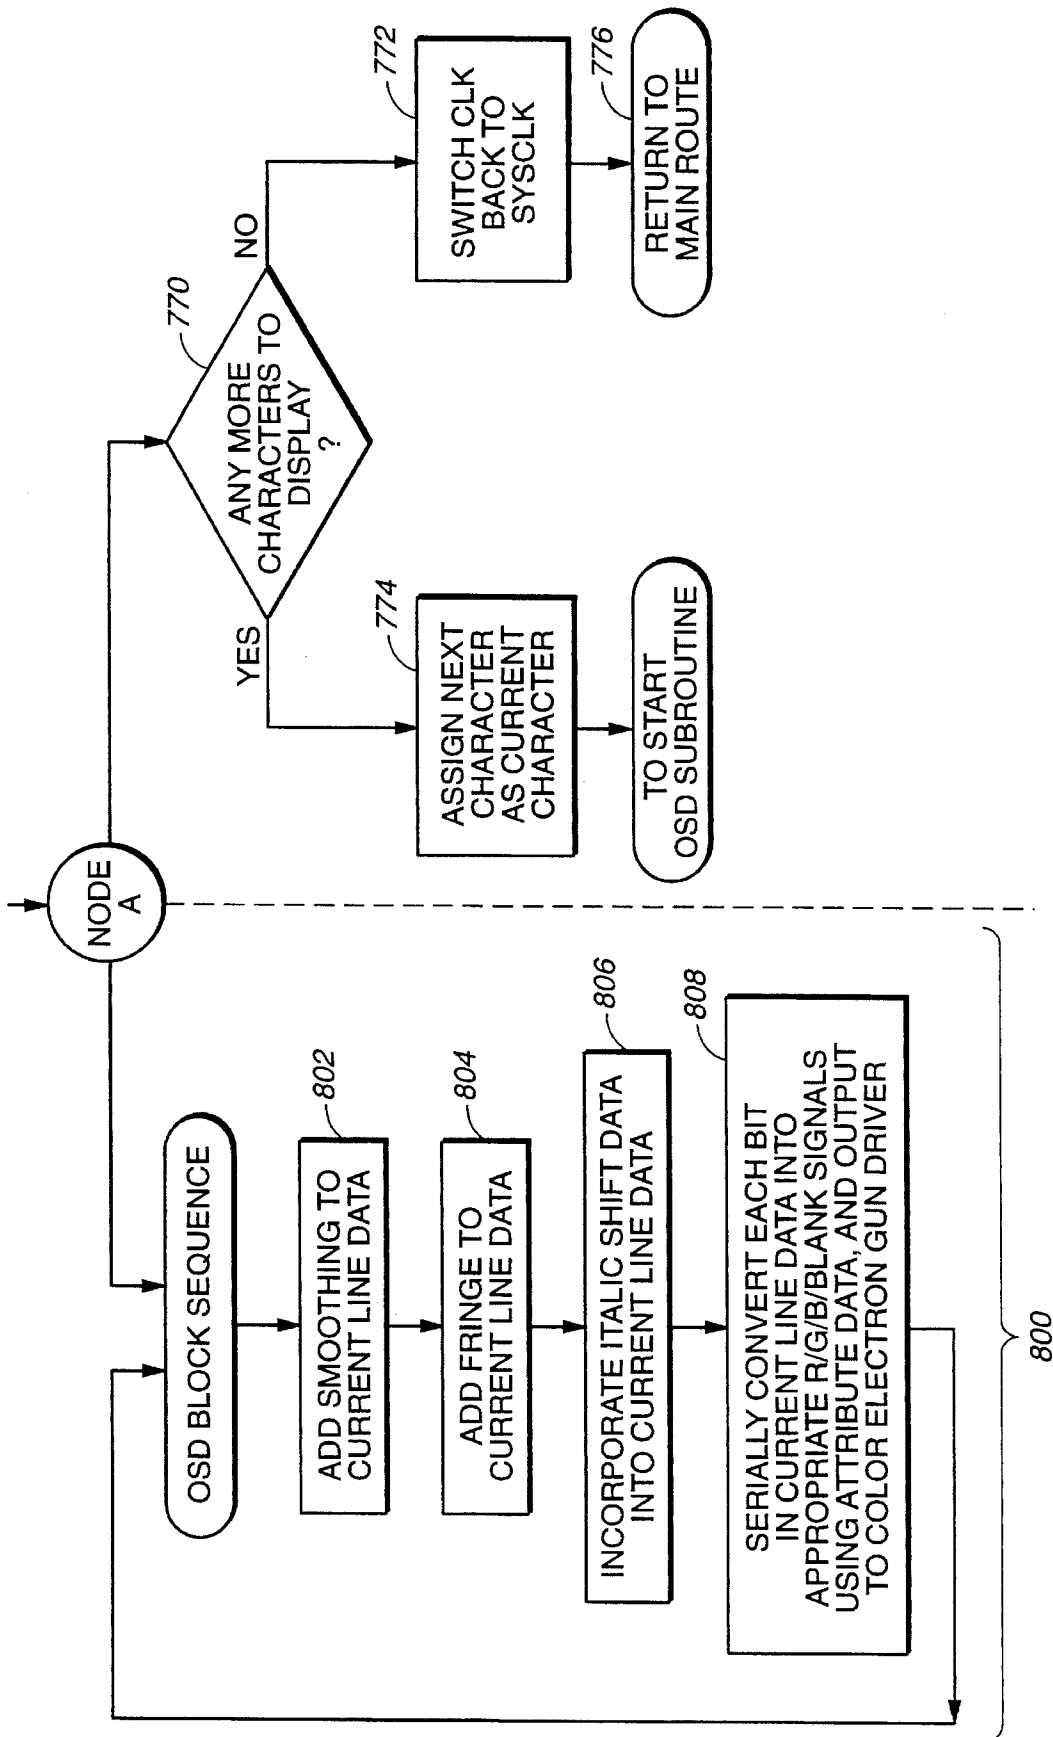 NODE
A
OSD BLOCK SEQUENCE
802
ADD SMOOTHING TO
CURRENT LINE DATA
804
ADD FRINGE TO
CURRENT LINE DATA
806
INCORPORATE ITALIC SHIFT DATA
INTO CURRENT LINE DATA
808
SERIALLY CONVERT EACH BIT
IN CURRENT LINE DATA INTO
APPROPRIATE R/G/B/BLANK SIGNALS
USING ATTRIBUTE DATA, AND OUTPUT
TO COLOR ELECTRON GUN DRIVER
800
770
ANY MORE
CHARACTERS TO
DISPLAY
?
YES
NO
774
ASSIGN NEXT
CHARACTER
AS CURRENT
CHARACTER
TO START
OSD SUBROUTINE
772
SWITCH CLK
BACK TO
SYSCLK
776
RETURN TO
MAIN ROUTE